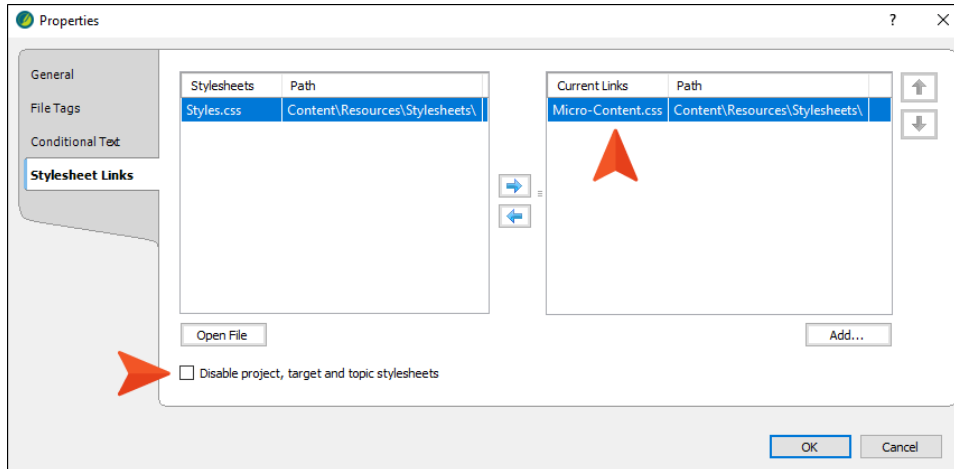 Properties
?
General
File Tags
Conditional Text
Stylesheet Links
Stylesheets Path
Styles.css Content\Resources\Stylesheets\
Current Links Path
Micro-Content.css Content\Resources\Stylesheets\
Open File
Add...
Disable project, target and topic stylesheets
OK
Cancel